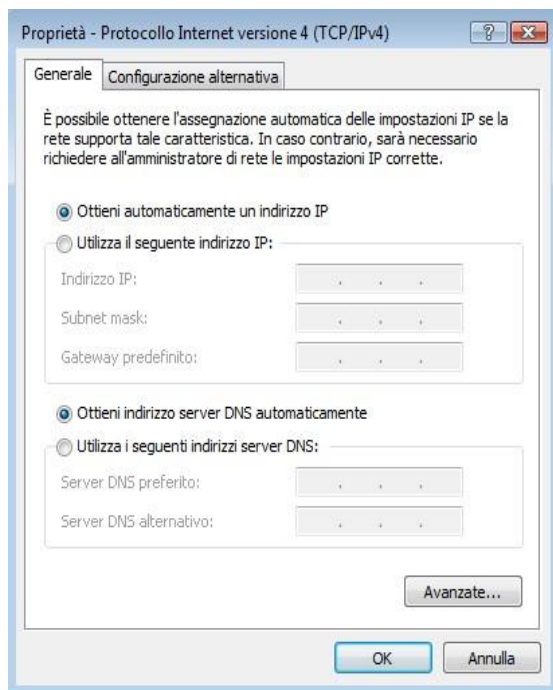 Proprietà - Protocollo Internet versione 4 (TCP/IPv4)
Generale
Configurazione alternativa
È possibile ottenere l'assegnazione automatica delle impostazioni IP se la
rete supporta tale caratteristica. In caso contrario, sarà necessario
richiedere all'amministratore di rete le impostazioni IP corrette.
Ottieni automaticamente un indirizzo IP
Utilizza il seguente indirizzo IP:
Indirizzo IP:
Subnet mask:
Gateway predefinito:
Ottieni indirizzo server DNS automaticamente
Utilizza i seguenti indirizzi server DNS:
Server DNS preferito:
Server DNS alternativo:
Avanzate...
OK
Annulla